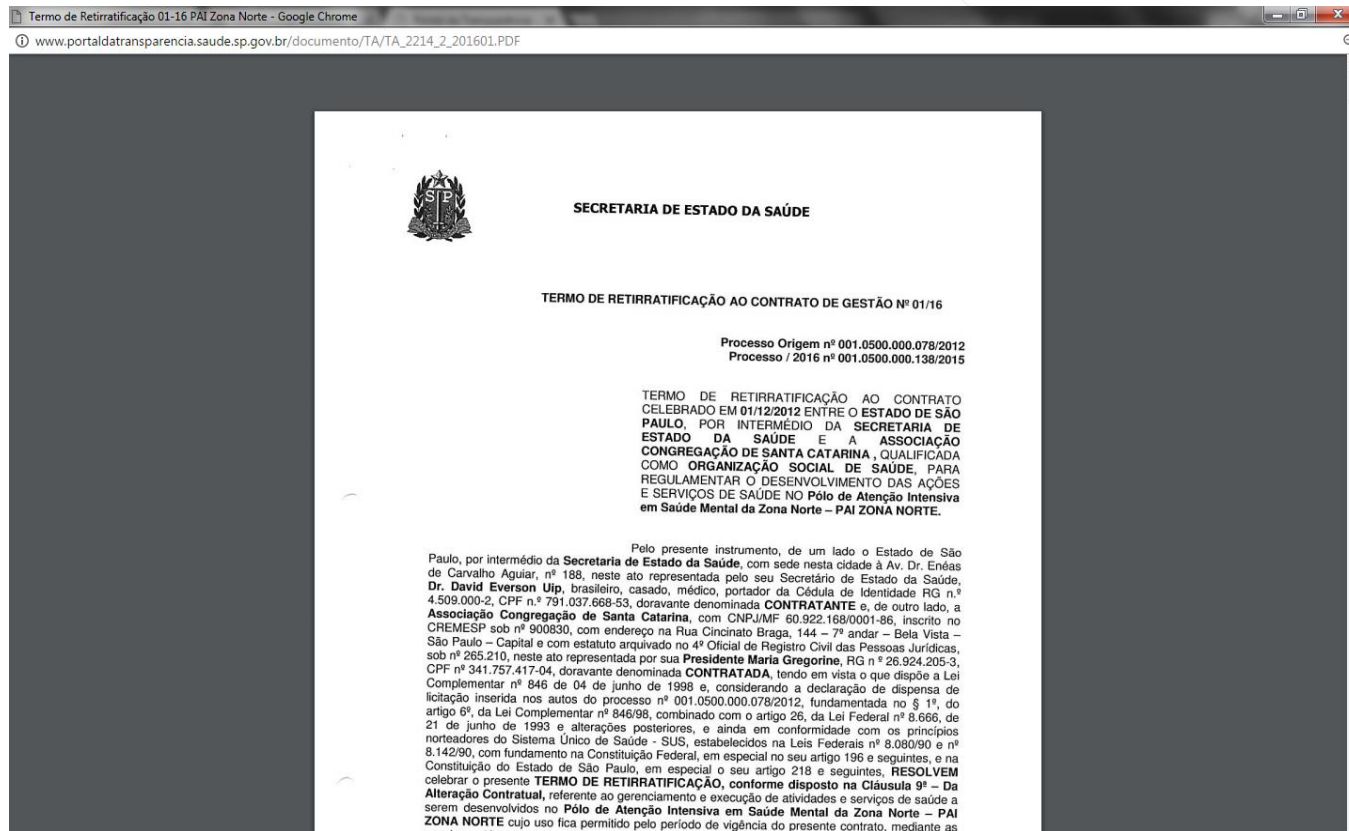 Termo de Retirratificação 01-16 PAI Zona Norte - Google Chrome
www.portaldatransparencia.saude.sp.gov.br/documento/TA/TA_2214_2_201601.PDF
SP
SECRETARIA DE ESTADO DA SAÚDE
TERMO DE RETIRRATIFICAÇÃO AO CONTRATO DE GESTÃO Nº 01/16
Processo Origem nº 001.0500.000.078/2012
Processo / 2016 nº 001.0500.000.138/2015
TERMO DE RETIRRATIFICAÇÃO AO CONTRATO
CELEBRADO EM 01/12/2012 ENTRE O ESTADO DE SÃO
PAULO, POR INTERMÉDIO DA SECRETARIA DE
ESTADO DA SAÚDE E A ASSOCIAÇÃO
CONGREGAÇÃO DE SANTA CATARINA , QUALIFICADA
COMO ORGANIZAÇÃO SOCIAL DE SAÚDE, PARA
REGULAMENTAR O DESENVOLVIMENTO DAS AÇÕES
E SERVIÇOS DE SAÚDE NO Pólo de Atenção Intensiva
em Saúde Mental da Zona Norte – PAI ZONA NORTE.
Pelo presente instrumento, de um lado o Estado de São
Paulo, por intermédio da Secretaria de Estado da Saúde, com sede nesta cidade à Av. Dr. Enéas
de Carvalho Aguiar, nº 188, neste ato representada pelo seu Secretário de Estado da Saúde,
Dr. David Everson Uip, brasileiro, casado, médico, portador da Cédula de Identidade RG n.º
4.509.000-2, CPF n.º 791.037.668-53, doravante denominada CONTRATANTE e, de outro lado, a
Associação Congregação de Santa Catarina, com CNPJ/MF 60.922.168/0001-86, inscrito no
CREMESP sob nº 900830, com endereço na Rua Cincinato Braga, 144 – 7º andar – Bela Vista –
São Paulo – Capital e com estatuto arquivado no 4º Oficial de Registro Civil das Pessoas Jurídicas,
sob nº 265.210, neste ato representada por sua Presidente Maria Gregorine, RG n º 26.924.205-3,
CPF nº 341.757.417-04, doravante denominada CONTRATADA, tendo em vista o que dispõe a Lei
Complementar nº 846 de 04 de junho de 1998 e, considerando a declaração de dispensa de
licitação inserida nos autos do processo nº 001.0500.000.078/2012, fundamentada no § 1º, do
artigo 6º, da Lei Complementar nº 846/98, combinado com o artigo 26, da Lei Federal nº 8.666, de
21 de junho de 1993 e alterações posteriores, e ainda em conformidade com os princípios
norteadores do Sistema Único de Saúde - SUS, estabelecidos na Leis Federais nº 8.080/90 e nº
8.142/90, com fundamento na Constituição Federal, em especial no seu artigo 196 e seguintes, e na
Constituição do Estado de São Paulo, em especial o seu artigo 218 e seguintes, RESOLVEM
celebrar o presente TERMO DE RETIRRATIFICAÇÃO, conforme disposto na Cláusula 9ª – Da
Alteração Contratual, referente ao gerenciamento e execução de atividades e serviços de saúde a
serem desenvolvidos no Pólo de Atenção Intensiva em Saúde Mental da Zona Norte – PAI
ZONA NORTE cujo uso fica permitido pelo período de vigência do presente contrato, mediante as